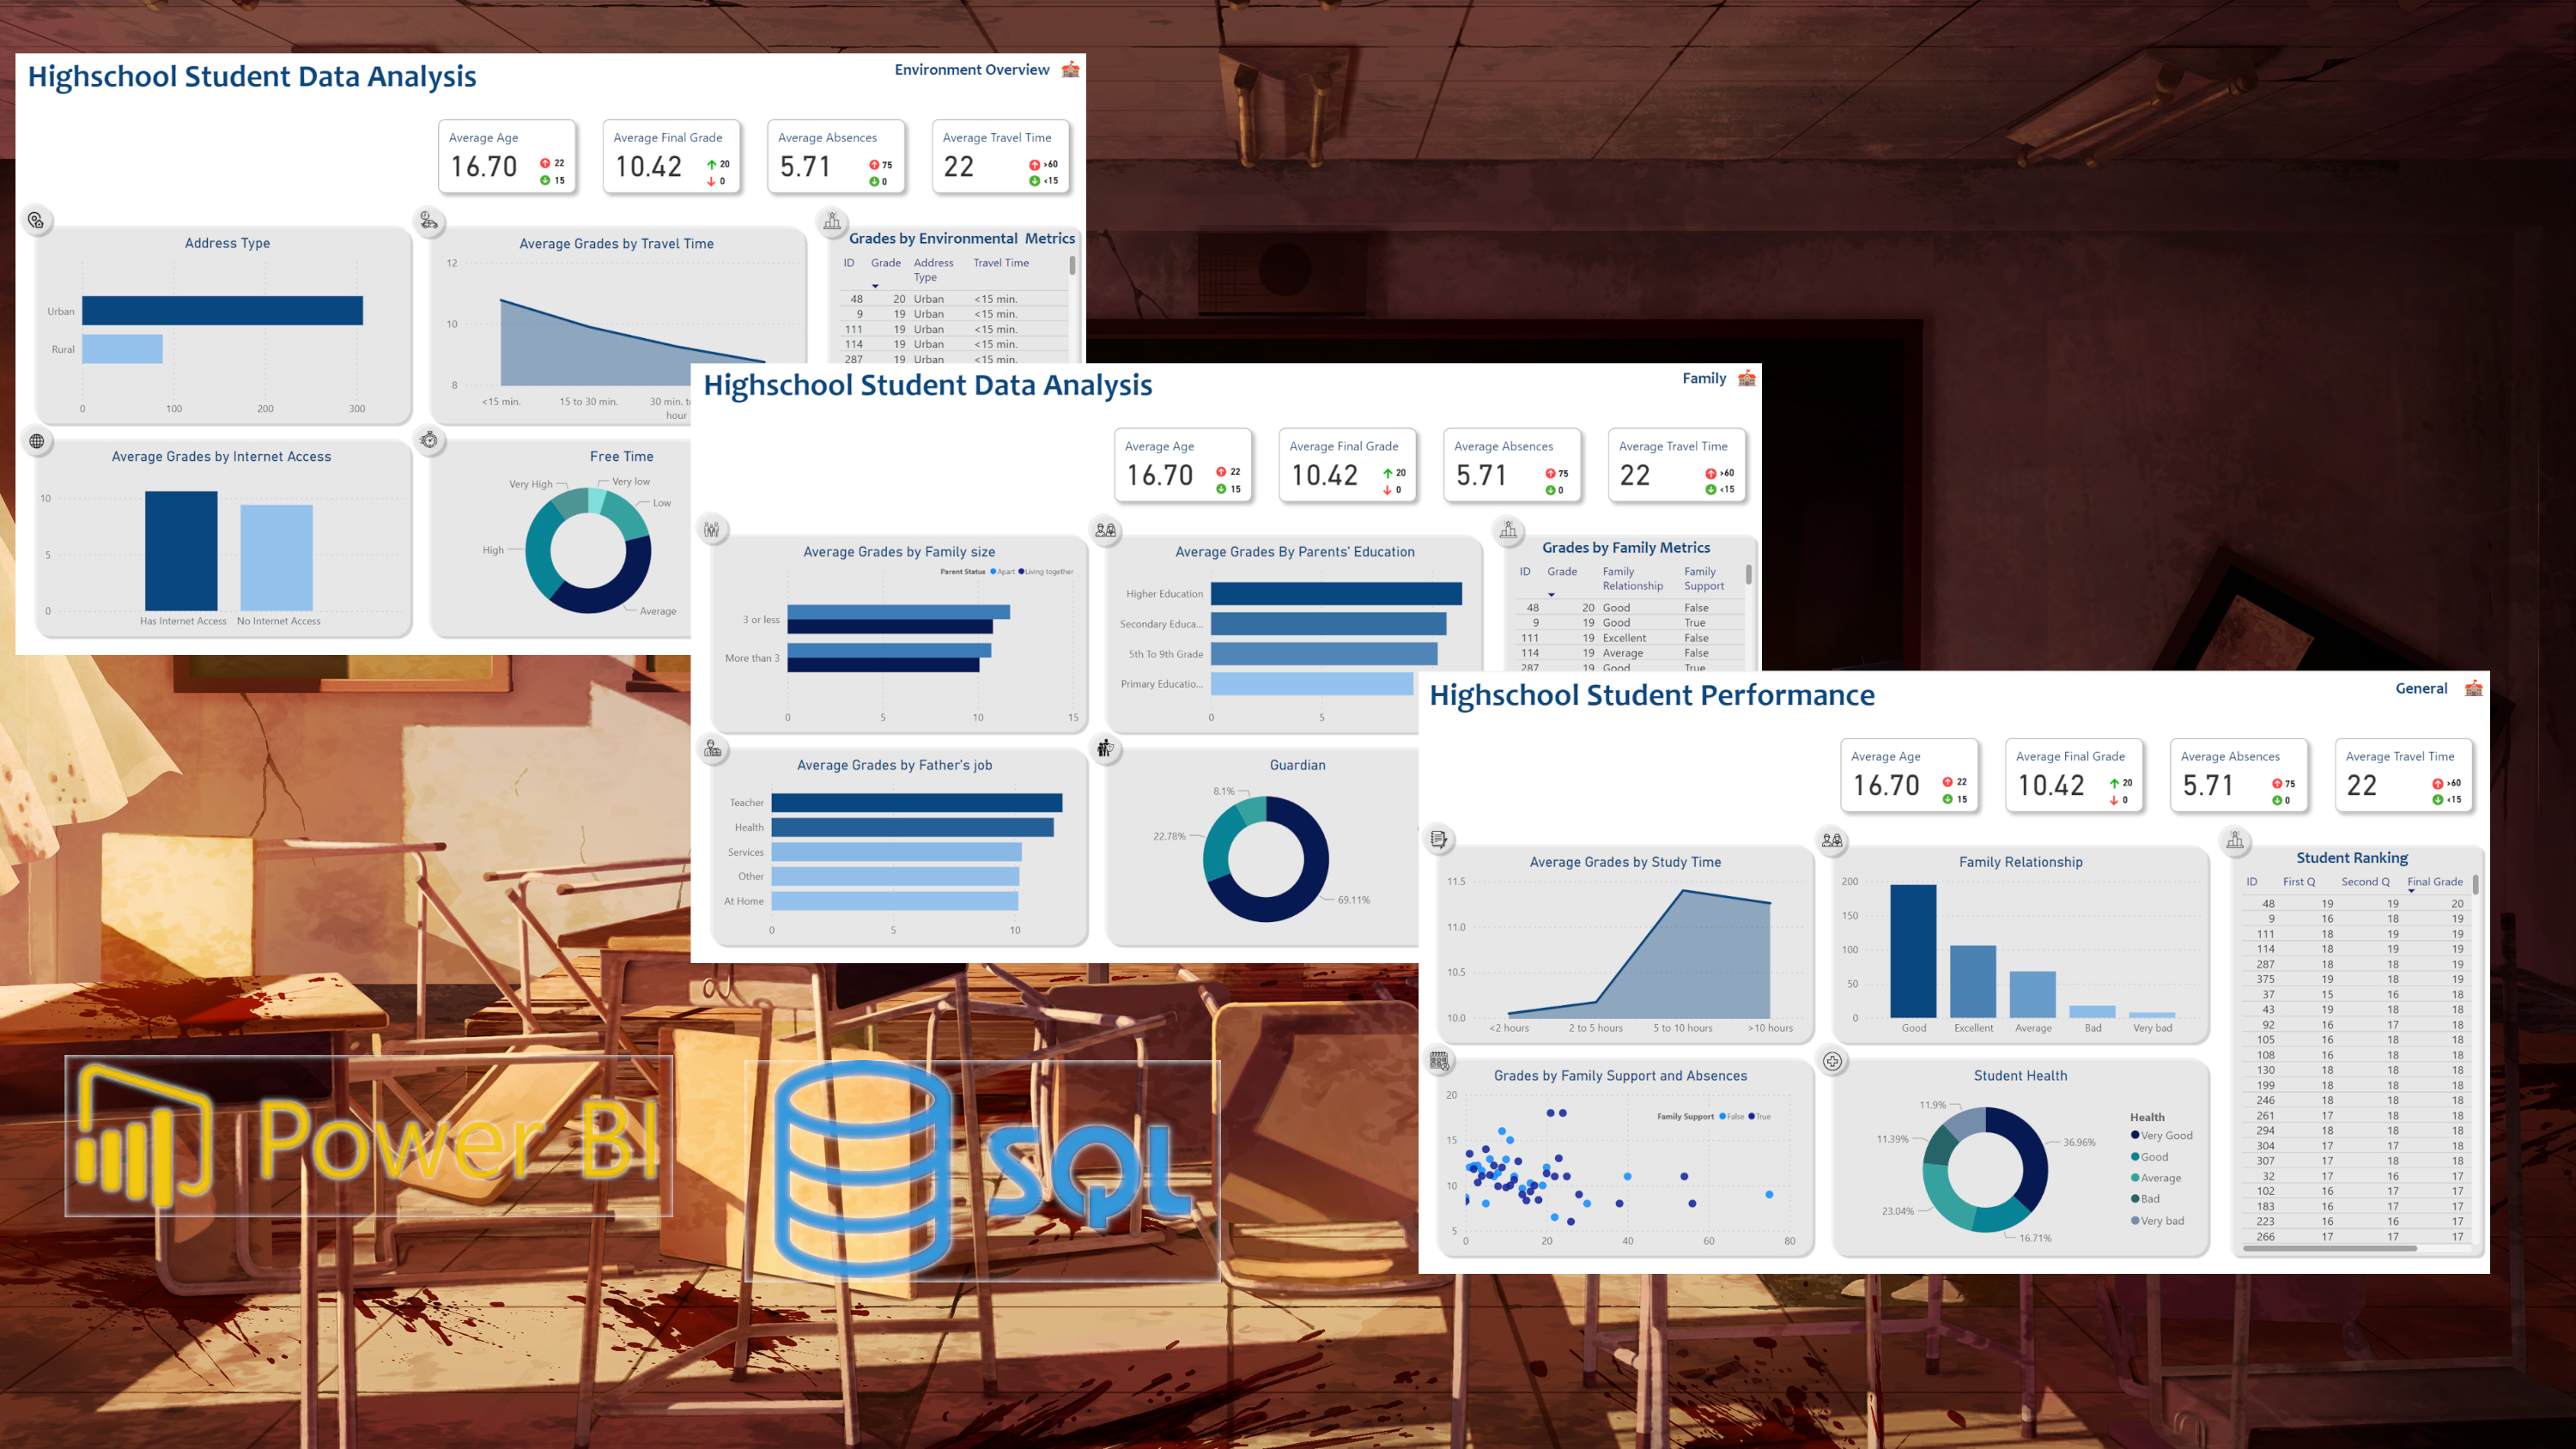 Highschool Student Data Analysis
Environment Overview
Average Age
16.70
22
15
Average Final Grade
10.42
20
0
Average Absences
5.71
75
0
Average Travel Time
22
>60
<15
Address Type
Urban
Rural
0 100 200 300
Average Grades by Travel Time
12
10
8
<15 min. 15 to 30 min. 30 min. t
hour
Grades by Environmental Metrics
ID Grade Address Travel Time
Type
48 20 Urban <15 min.
9 19 Urban <15 min.
111 19 Urban <15 min.
114 19 Urban <15 min.
287 19 Urban <15 min.
Average Grades by Internet Access
10
5
0
Has Internet Access No Internet Access
Free Time
Very High Very low
Low
High
Average
Highschool Student Data Analysis
Family
Average Age
16.70
22
15
Average Final Grade
10.42
20
0
Average Absences
5.71
75
0
Average Travel Time
22
>60
<15
Average Grades by Family size
Parent Status Apart Living together
3 or less
More than 3
0 5 10 15
Average Grades By Parents' Education
Higher Education
Secondary Educa...
5th To 9th Grade
Primary Educatio...
0 5
Grades by Family Metrics
ID Grade Family Family
Relationship Support
48 20 Good False
9 19 Good True
111 19 Excellent False
114 19 Average False
287 19 Good True
Average Grades by Father's job
Teacher
Health
Services
Other
At Home
0 5 10
Guardian
8.1%
22.78%
69.11%
Highschool Student Performance
General
Average Age
16.70
22
15
Average Final Grade
10.42
20
0
Average Absences
5.71
75
0
Average Travel Time
22
>60
<15
Average Grades by Study Time
11.5
11.0
10.5
10.0
<2 hours 2 to 5 hours 5 to 10 hours >10 hours
Family Relationship
200
150
100
50
0
Good Excellent Average Bad Very bad
Student Ranking
ID First Q Second Q Final Grade
48 19 19 20
9 16 18 19
111 18 19 19
114 18 19 19
287 18 18 19
375 19 18 19
37 15 16 18
43 19 18 18
92 16 17 18
105 16 18 18
108 16 18 18
130 18 18 18
199 18 18 18
246 18 18 18
261 17 18 18
294 18 18 18
304 17 17 18
307 17 18 18
32 17 16 17
102 16 17 17
183 16 17 17
223 16 16 17
266 17 17 17
Grades by Family Support and Absences
Family Support False True
20
15
10
5
0 20 40 60 80
Student Health
11.9%
11.39%
23.04%
36.96%
16.71%
Health
Very Good
Good
Average
Bad
Very bad
Power BI
SQL